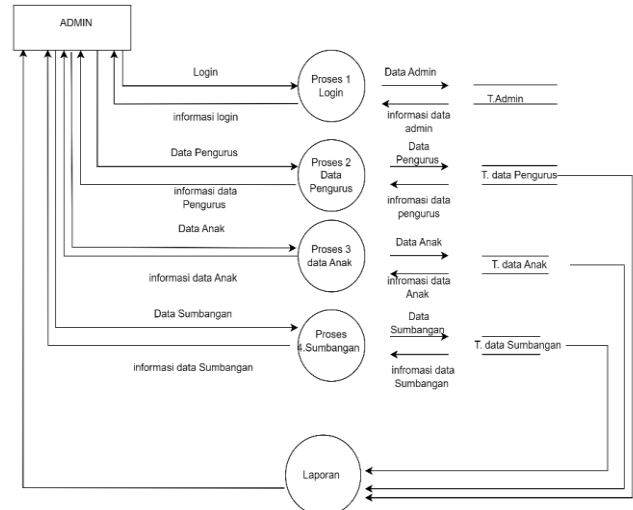 ADMIN
Login
Proses 1
Login
Data Admin
T.Admin
informasi login
informasi data
admin
Data Pengurus
Proses 2
Data
Pengurus
Data
Pengurus
T. data Pengurus
informasi data
Pengurus
infromasi data
pengurus
Data Anak
Proses 3
data Anak
Data Anak
T. data Anak
informasi data Anak
infromasi data
Anak
Data Sumbangan
Proses
4.Sumbangan
Data
Sumbangan
T. data Sumbangan
informasi data Sumbangan
infromasi data
Sumbangan
Laporan